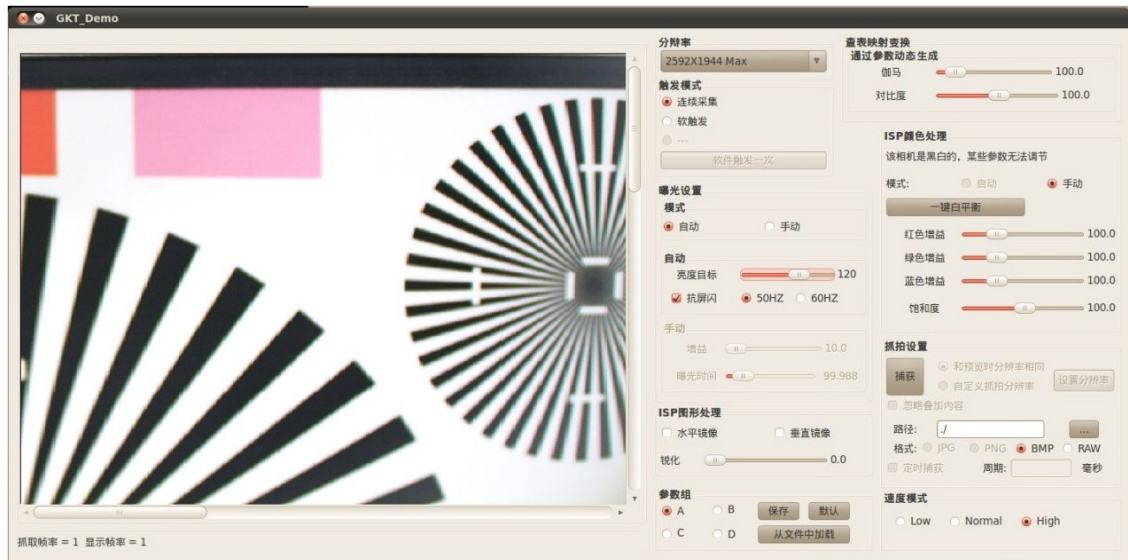 GKT_Demo
分辩率
2592X1944 Max
触发模式
连续采集
软触发
---
软件触发一次
曝光设置
模式
自动 手动
自动
亮度目标 120
抗屏闪 50HZ 60HZ
手动
增益 10.0
曝光时间 99.988
ISP图形处理
水平镜像 垂直镜像
锐化 0.0
参数组
A B 保存 默认
C D 从文件中加载
查表映射变换
通过参数动态生成
伽马 100.0
对比度 100.0
ISP颜色处理
该相机是黑白的，某些参数无法调节
模式: 自动 手动
一键白平衡
红色增益 100.0
绿色增益 100.0
蓝色增益 100.0
饱和度 100.0
抓拍设置
捕获
和预览时分辨率相同
自定义抓拍分辨率
设置分辨率
忽略叠加内容
路径: ./ ...
格式: JPG PNG BMP RAW
定时捕获 周期: 毫秒
速度模式
Low Normal High
抓取帧率 = 1 显示帧率 = 1